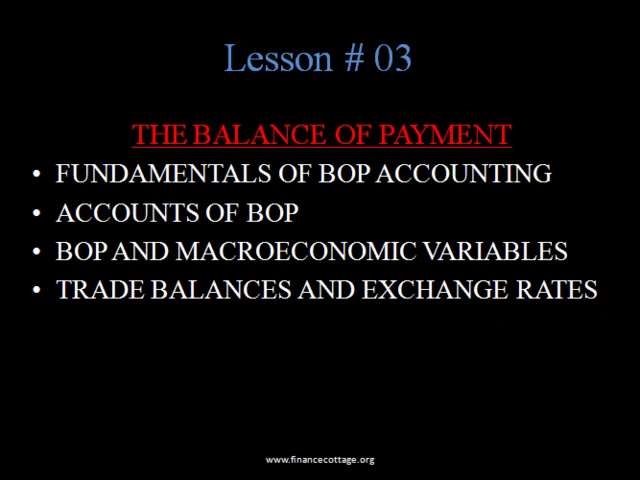 Lesson # 03
THE BALANCE OF PAYMENT
• FUNDAMENTALS OF BOP ACCOUNTING
• ACCOUNTS OF BOP
• BOP AND MACROECONOMIC VARIABLES
• TRADE BALANCES AND EXCHANGE RATES
www.financecottage.org